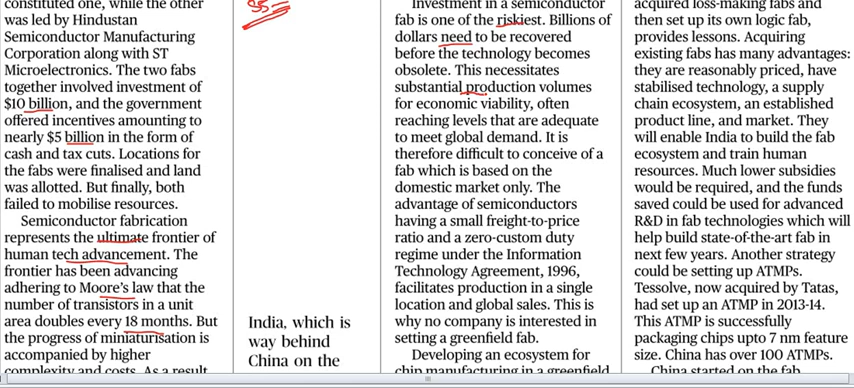 constituted one, while the other
was led by Hindustan
Semiconductor Manufacturing
Corporation along with ST
Microelectronics. The two fabs
together involved investment of
$10 billion, and the government
offered incentives amounting to
nearly $5 billion in the form of
cash and tax cuts. Locations for
the fabs were finalised and land
was allotted. But finally, both
failed to mobilise resources.
Semiconductor fabrication
represents the ultimate frontier of
human tech advancement. The
frontier has been advancing
adhering to Moore's law that the
number of transistors in a unit
area doubles every 18 months. But
the progress of miniaturisation is
accompanied by higher
complexity and costs. As a result
India, which is
way behind
China on the
Investment in a semiconductor
fab is one of the riskiest. Billions of
dollars need to be recovered
before the technology becomes
obsolete. This necessitates
substantial production volumes
for economic viability, often
reaching levels that are adequate
to meet global demand. It is
therefore difficult to conceive of a
fab which is based on the
domestic market only. The
advantage of semiconductors
having a small freight-to-price
ratio and a zero-custom duty
regime under the Information
Technology Agreement, 1996,
facilitates production in a single
location and global sales. This is
why no company is interested in
setting a greenfield fab.
Developing an ecosystem for
chip manufacturing in a greenfield
acquired loss-making fabs and
then set up its own logic fab,
provides lessons. Acquiring
existing fabs has many advantages:
they are reasonably priced, have
stabilised technology, a supply
chain ecosystem, an established
product line, and market. They
will enable India to build the fab
ecosystem and train human
resources. Much lower subsidies
would be required, and the funds
saved could be used for advanced
R&D in fab technologies which will
help build state-of-the-art fab in
next few years. Another strategy
could be setting up ATMPs.
Tessolve, now acquired by Tatas,
had set up an ATMP in 2013-14.
This ATMP is successfully
packaging chips upto 7 nm feature
size. China has over 100 ATMPs.
China started on the fab